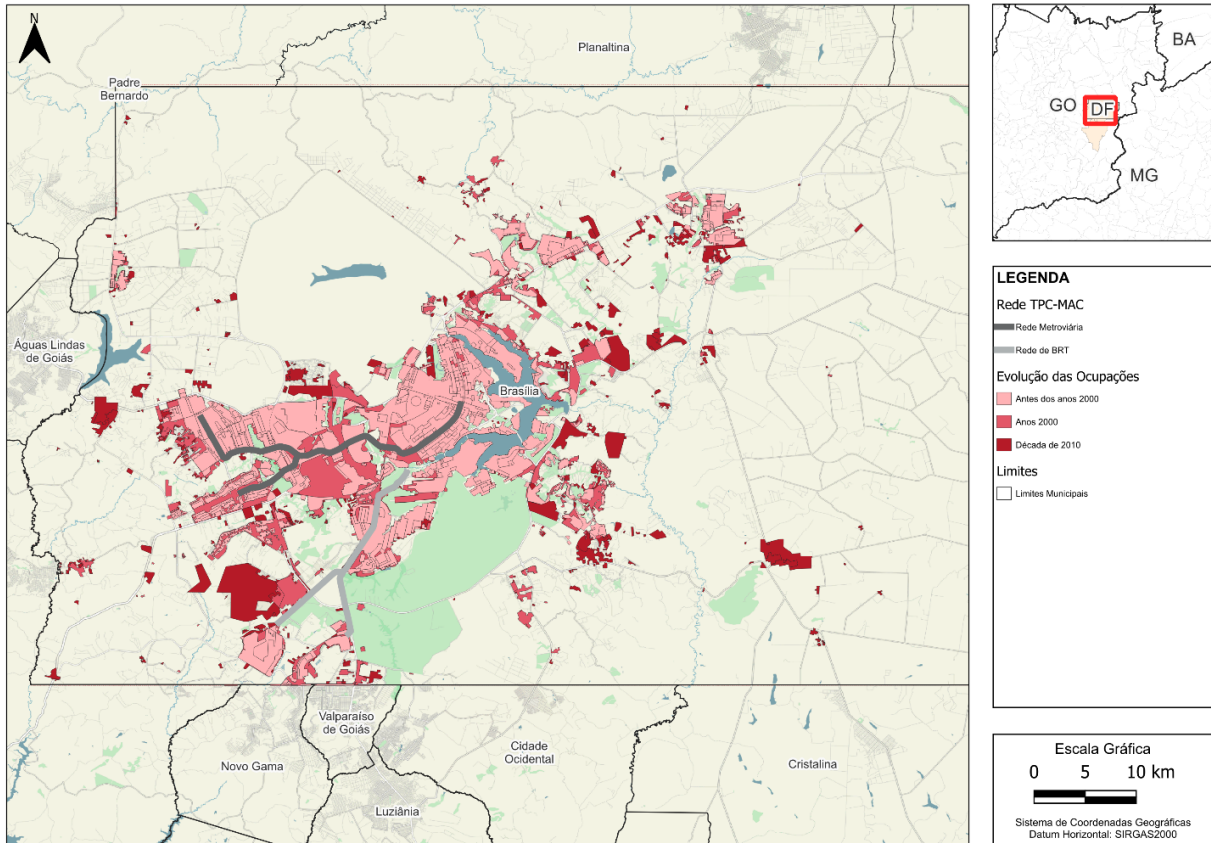 N
Planaltina
Padre
Bernardo
Águas Lindas
de Goiás
Brasília
Valparaíso
de Goiás
Novo Gama
Cidade
Ocidental
Cristalina
Luziânia
BA
GO
DF
MG
LEGENDA
Rede TPC-MAC
Rede Metroviária
Rede de BRT
Evolução das Ocupações
Antes dos anos 2000
Anos 2000
Década de 2010
Limites
Limites Municipais
Escala Gráfica
0 5 10 km
Sistema de Coordenadas Geográficas
Datum Horizontal: SIRGAS2000